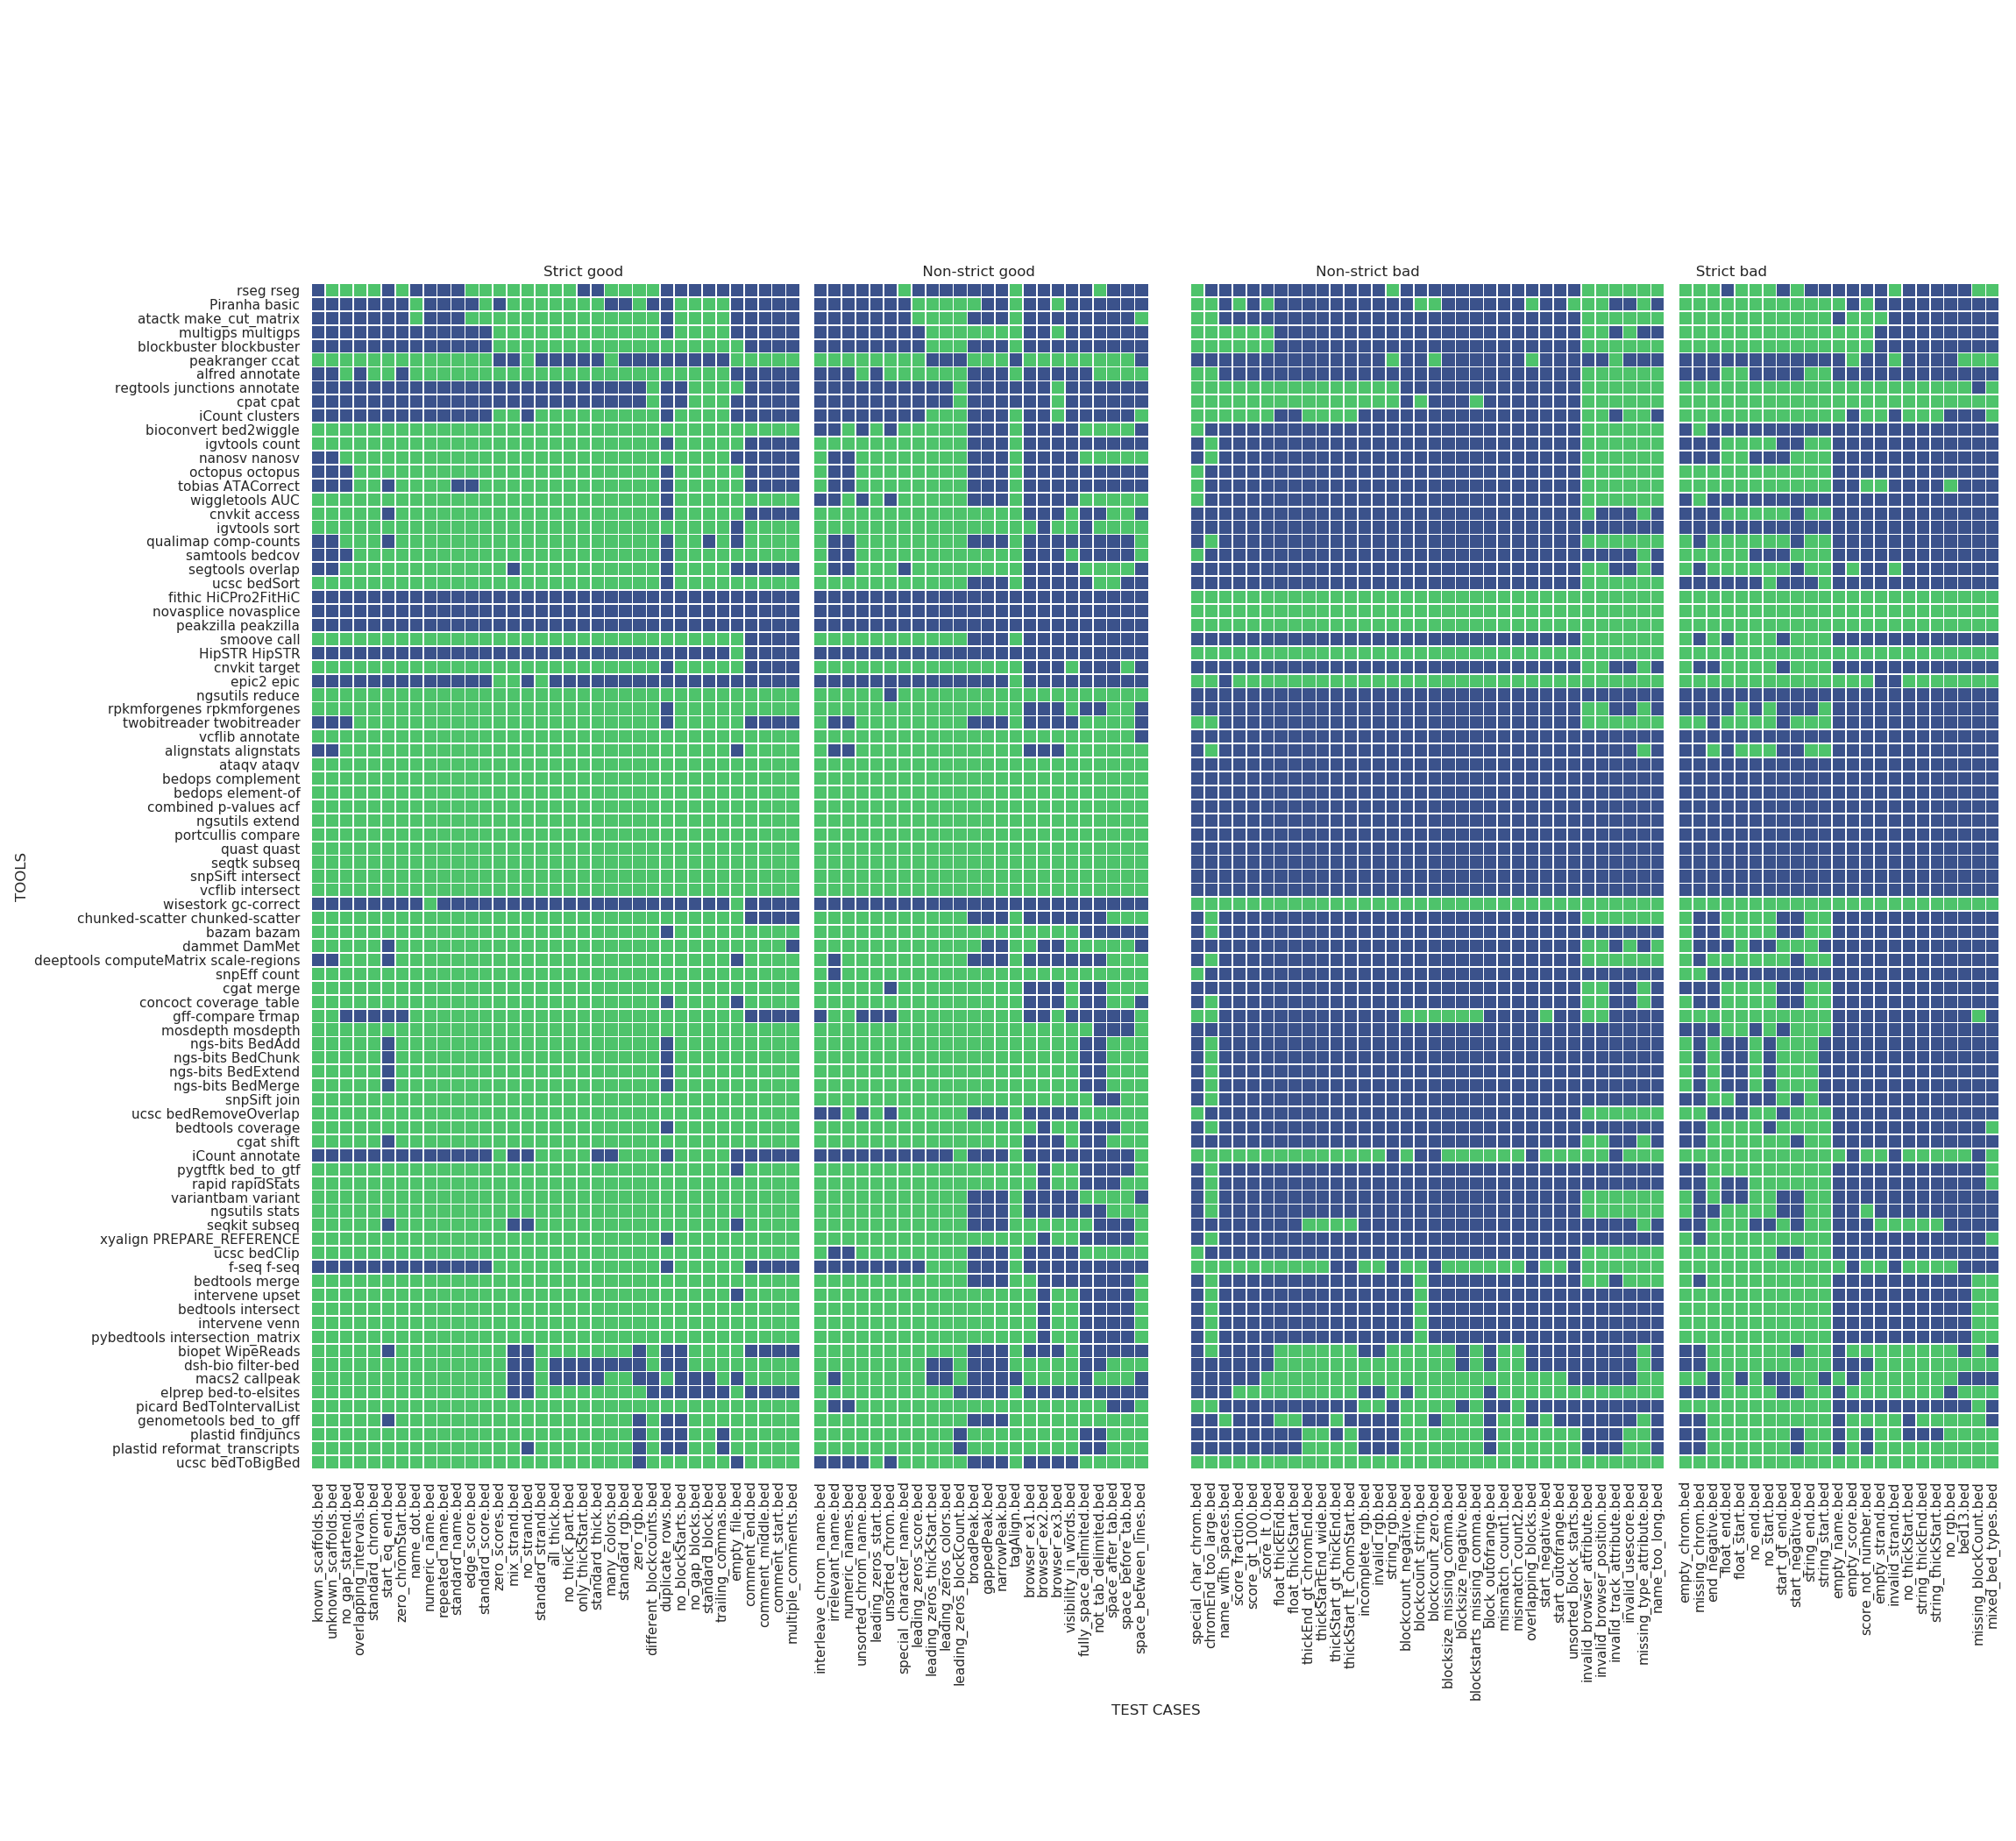 Strict good
Non-strict good
Non-strict bad
Strict bad
TOOLS
rseg rseg
Piranha basic
atactk make_cut_matrix
multigps multigps
blockbuster blockbuster
peakranger ccat
alfred annotate
regtools junctions annotate
cpat cpat
iCount clusters
bioconvert bed2wiggle
igvtools count
nanosv nanosv
octopus octopus
tobias ATACorrect
wiggletools AUC
cnvkit access
igvtools sort
qualimap comp-counts
samtools bedcov
segtools overlap
ucsc bedSort
fithic HiCPro2FitHiC
novasplice novasplice
peakzilla peakzilla
smoove call
HipSTR HipSTR
cnvkit target
epic2 epic
ngsutils reduce
rpkmforgenes rpkmforgenes
twobitreader twobitreader
vcflib annotate
alignstats alignstats
ataqv ataqv
bedops complement
bedops element-of
combined p-values acf
ngsutils extend
portcullis compare
quast quast
seqtk subseq
snpSift intersect
vcflib intersect
wisestork gc-correct
chunked-scatter chunked-scatter
bazam bazam
dammet DamMet
deeptools computeMatrix scale-regions
snpEff count
cgat merge
concoct coverage_table
gff-compare trmap
mosdepth mosdepth
ngs-bits BedAdd
ngs-bits BedChunk
ngs-bits BedExtend
ngs-bits BedMerge
snpSift join
ucsc bedRemoveOverlap
bedtools coverage
cgat shift
iCount annotate
pygtftk bed_to_gtf
rapid rapidStats
variantbam variant
ngsutils stats
seqkit subseq
xyalign PREPARE_REFERENCE
ucsc bedClip
f-seq f-seq
bedtools merge
intervene upset
bedtools intersect
intervene venn
pybedtools intersection_matrix
biopet WipeReads
dsh-bio filter-bed
macs2 callpeak
elprep bed-to-elsites
picard BedToIntervalList
genometools bed_to_gff
plastid findjuncs
plastid reformat_transcripts
ucsc bedToBigBed
known_scaffolds.bed
unknown_scaffolds.bed
no_gap_startend.bed
overlapping_intervals.bed
standard_chrom.bed
start_eq_end.bed
zero_chromStart.bed
name_dot.bed
numeric_name.bed
repeated_name.bed
standard_name.bed
edge_score.bed
standard_score.bed
zero_scores.bed
mix_strand.bed
no_strand.bed
standard_strand.bed
all_thick.bed
no_thick_part.bed
only_thickStart.bed
standard_thick.bed
many_colors.bed
standard_rgb.bed
zero_rgb.bed
different_blockcounts.bed
duplicate_rows.bed
no_blockStarts.bed
no_gap_blocks.bed
standard_block.bed
trailing_commas.bed
empty_file.bed
comment_end.bed
comment_middle.bed
comment_start.bed
multiple_comments.bed
interleave_chrom_name.bed
irrelevant_name.bed
numeric_names.bed
unsorted_chrom_name.bed
leading_zeros_start.bed
unsorted_chrom.bed
special_character_name.bed
leading_zeros_score.bed
leading_zeros_thickStart.bed
leading_zeros_colors.bed
leading_zeros_blockCount.bed
broadPeak.bed
gappedPeak.bed
narrowPeak.bed
tagAlign.bed
browser_ex1.bed
browser_ex2.bed
browser_ex3.bed
visibility_in_words.bed
fully_space_delimited.bed
not_tab_delimited.bed
space_after_tab.bed
space_before_tab.bed
space_between_lines.bed
special_char_chrom.bed
chromEnd_too_large.bed
name_with_spaces.bed
score_fraction.bed
score_gt_1000.bed
score_lt_0.bed
float_thickEnd.bed
float_thickStart.bed
thickEnd_gt_chromEnd.bed
thickStartEnd_wide.bed
thickStart_gt_thickEnd.bed
thickStart_lt_chomStart.bed
incomplete_rgb.bed
invalid_rgb.bed
string_rgb.bed
blockcount_negative.bed
blockcount_string.bed
blockcount_zero.bed
blocksize_missing_comma.bed
blocksize_negative.bed
blockstarts_missing_comma.bed
block_outofrange.bed
mismatch_count1.bed
mismatch_count2.bed
overlapping_blocks.bed
start_negative.bed
start_outofrange.bed
unsorted_block_starts.bed
invalid_browser_attribute.bed
invalid_browser_position.bed
invalid_track_attribute.bed
invalid_usescore.bed
missing_type_attribute.bed
name_too_long.bed
empty_chrom.bed
missing_chrom.bed
end_negative.bed
float_end.bed
float_start.bed
no_end.bed
no_start.bed
start_gt_end.bed
start_negative.bed
string_end.bed
string_start.bed
empty_name.bed
empty_score.bed
score_not_number.bed
empty_strand.bed
invalid_strand.bed
no_thickStart.bed
string_thickEnd.bed
string_thickStart.bed
no_rgb.bed
bed13.bed
missing_blockCount.bed
mixed_bed_types.bed
TEST CASES